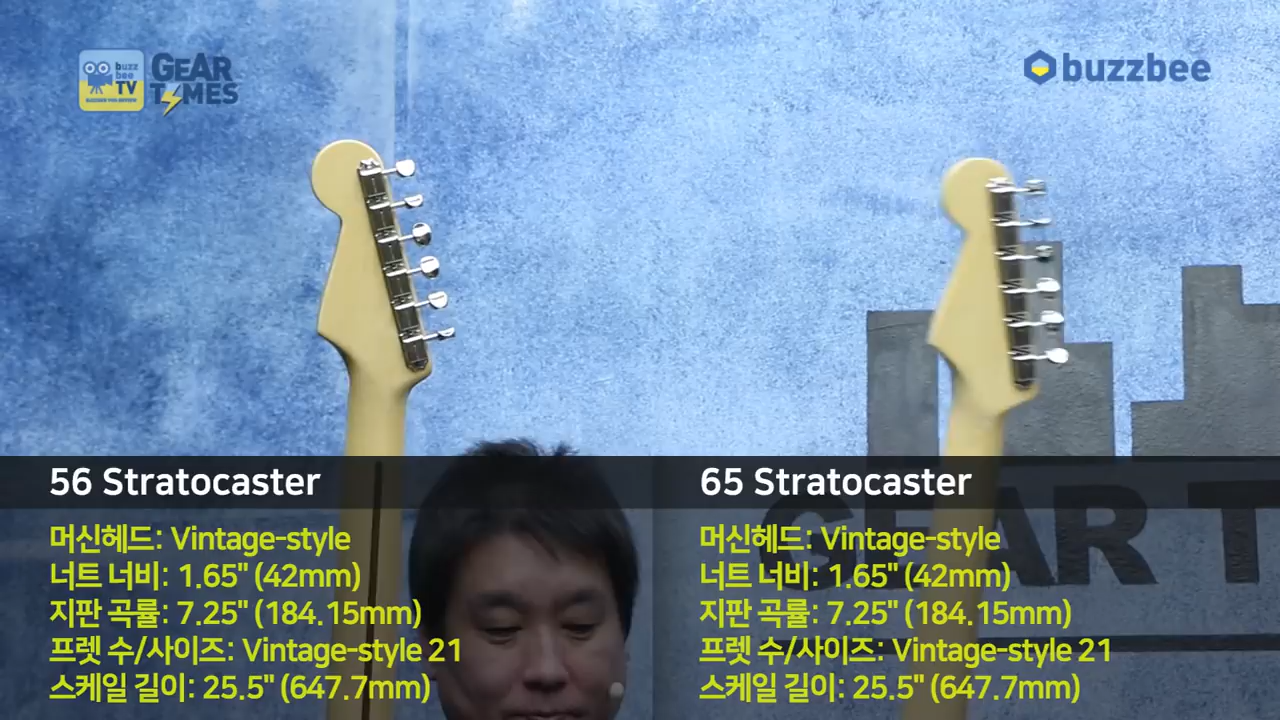 buzz
bee
TV
GEAR
TIMES
buzzbee
56 Stratocaster
머신헤드: Vintage-style
너트 너비: 1.65" (42mm)
지판 곡률: 7.25" (184.15mm)
프렛 수/사이즈: Vintage-style 21
스케일 길이: 25.5" (647.7mm)
65 Stratocaster
머신헤드: Vintage-style
너트 너비: 1.65" (42mm)
지판 곡률: 7.25" (184.15mm)
프렛 수/사이즈: Vintage-style 21
스케일 길이: 25.5" (647.7mm)
GEAR T